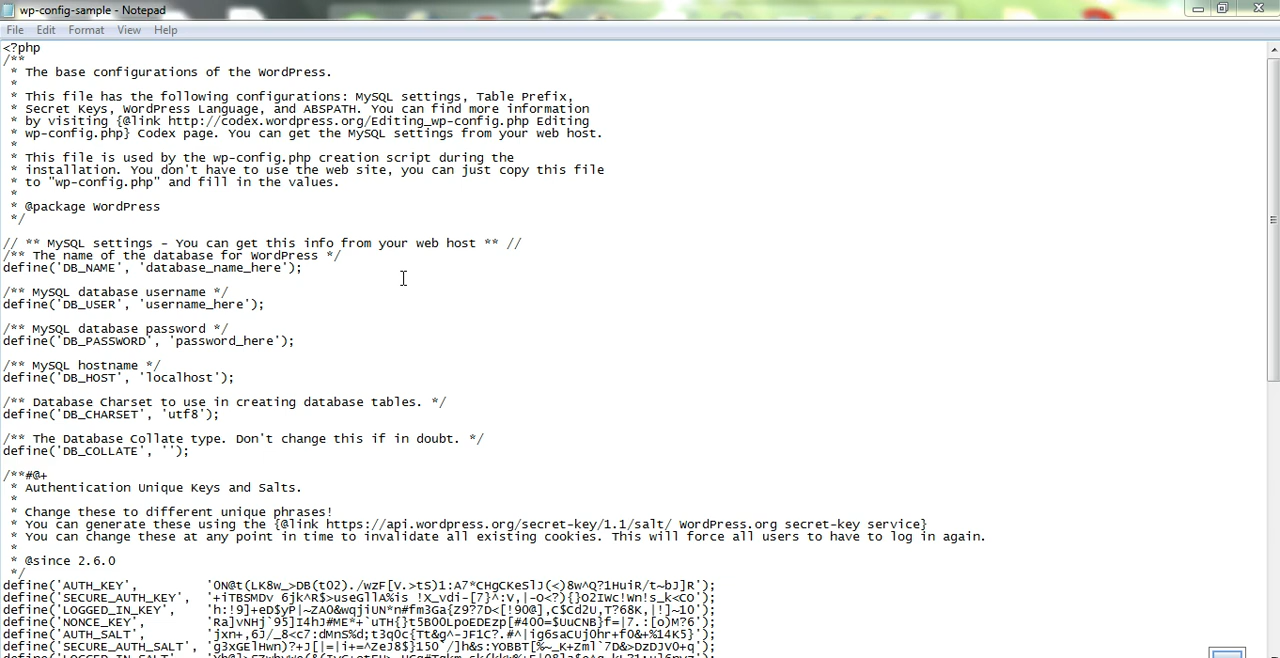 wp-config-sample - Notepad
File Edit Format View Help
<?php
/**
 * The base configurations of the WordPress.
 *
 * This file has the following configurations: MySQL settings, Table Prefix,
 * Secret Keys, WordPress Language, and ABSPATH. You can find more information
 * by visiting {@link http://codex.wordpress.org/Editing_wp-config.php Editing
 * wp-config.php} Codex page. You can get the MySQL settings from your web host.
 *
 * This file is used by the wp-config.php creation script during the
 * installation. You don't have to use the web site, you can just copy this file
 * to "wp-config.php" and fill in the values.
 *
 * @package WordPress
 */
// ** MySQL settings - You can get this info from your web host ** //
/** The name of the database for WordPress */
define('DB_NAME', 'database_name_here');
/** MySQL database username */
define('DB_USER', 'username_here');
/** MySQL database password */
define('DB_PASSWORD', 'password_here');
/** MySQL hostname */
define('DB_HOST', 'localhost');
/** Database Charset to use in creating database tables. */
define('DB_CHARSET', 'utf8');
/** The Database Collate type. Don't change this if in doubt. */
define('DB_COLLATE', '');
/**#@+
 * Authentication Unique Keys and Salts.
 *
 * Change these to different unique phrases!
 * You can generate these using the {@link https://api.wordpress.org/secret-key/1.1/salt/ WordPress.org secret-key service}
 * You can change these at any point in time to invalidate all existing cookies. This will force all users to have to log in again.
 *
 * @since 2.6.0
 */
define('AUTH_KEY',
define('SECURE_AUTH_KEY',
define('LOGGED_IN_KEY',
define('NONCE_KEY',
define('AUTH_SALT',
define('SECURE_AUTH_SALT',